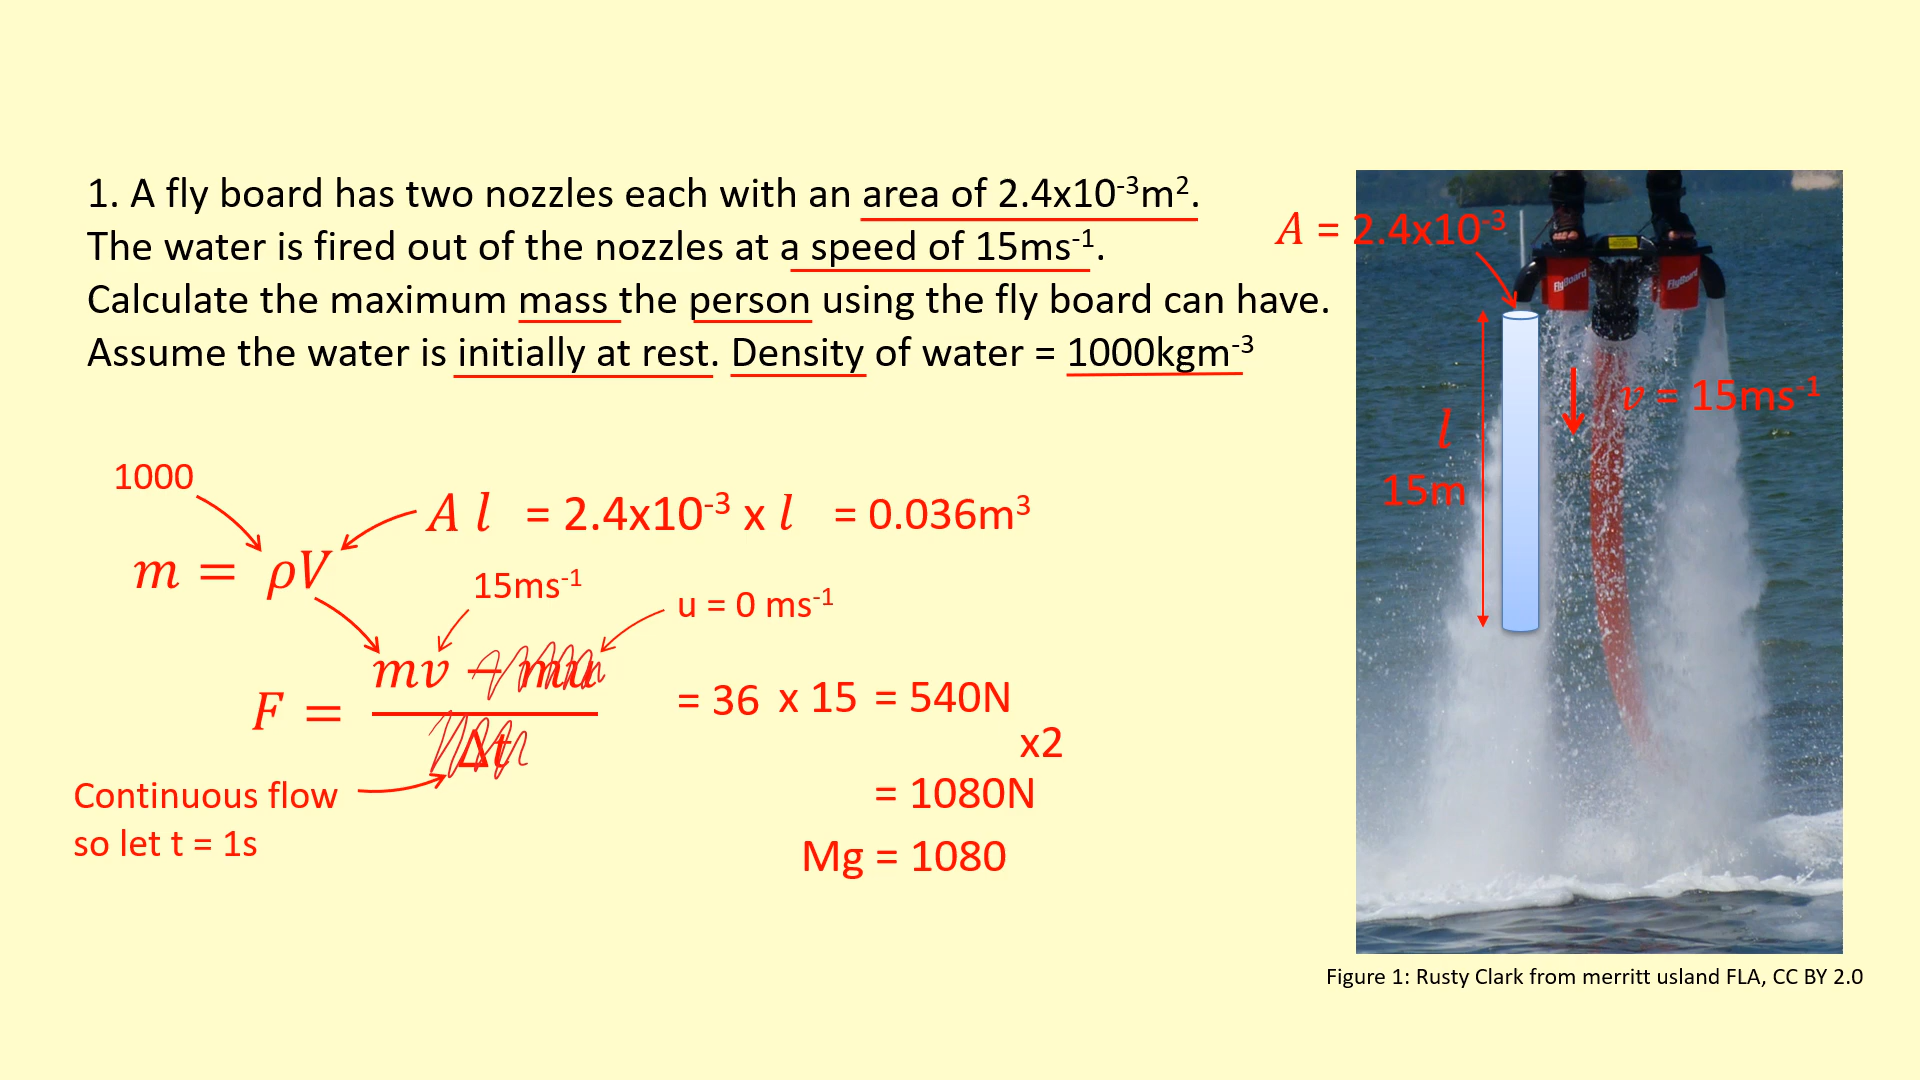 1. A fly board has two nozzles each with an area of 2.4x10⁻³m².
The water is fired out of the nozzles at a speed of 15ms⁻¹.
Calculate the maximum mass the person using the fly board can have.
Assume the water is initially at rest. Density of water = 1000kgm⁻³
A = 2.4x10⁻³
FlyBoard
FlyBoard
v = 15ms⁻¹
l
15m
1000
A l = 2.4x10⁻³ x l = 0.036m³
m = ρV
15ms⁻¹
u = 0 ms⁻¹
F = (mv − mu)/Δt = 36 x 15 = 540N
x2
= 1080N
Continuous flow
so let t = 1s
Mg = 1080
Figure 1: Rusty Clark from merritt usland FLA, CC BY 2.0